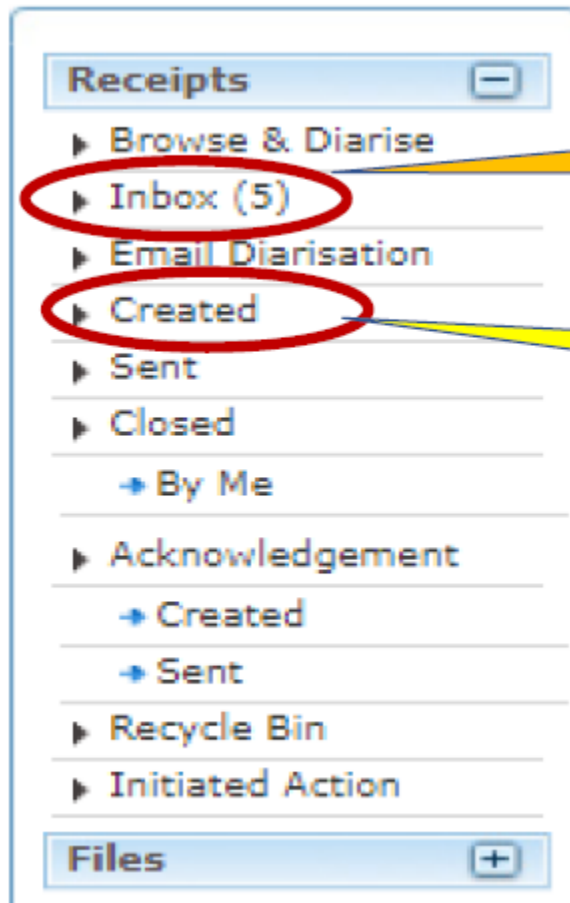 Receipts
Browse & Diarise
Inbox (5)
Email Diarisation
Created
Sent
Closed
By Me
Acknowledgement
Created
Sent
Recycle Bin
Initiated Action
Files